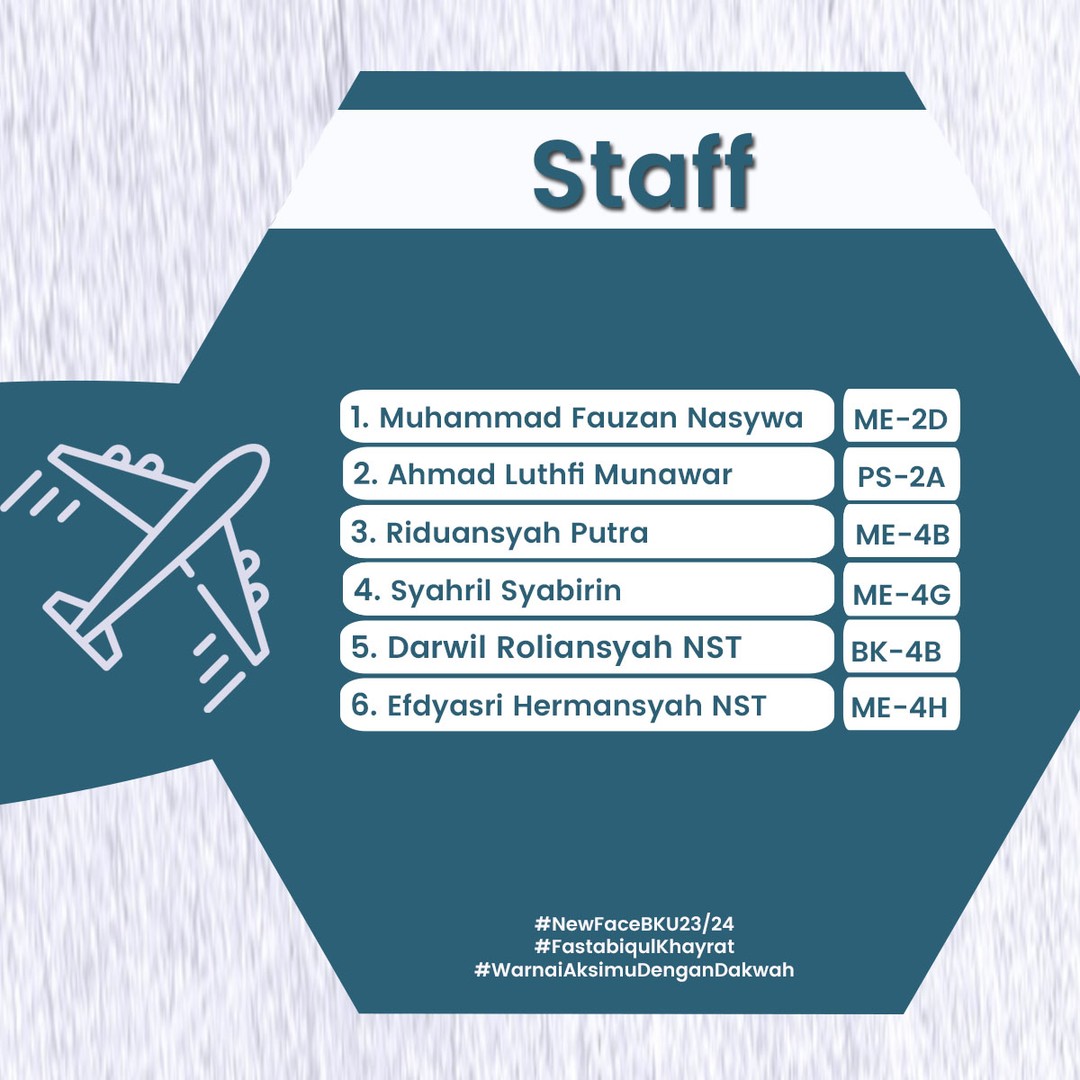 Staff
1. Muhammad Fauzan Nasywa ME-2D
2. Ahmad Luthfi Munawar PS-2A
3. Riduansyah Putra ME-4B
4. Syahril Syabirin ME-4G
5. Darwil Roliansyah NST BK-4B
6. Efdyasri Hermansyah NST ME-4H
#NewFaceBKU23/24
#FastabiqulKhayrat
#WarnaiAksimuDenganDakwah